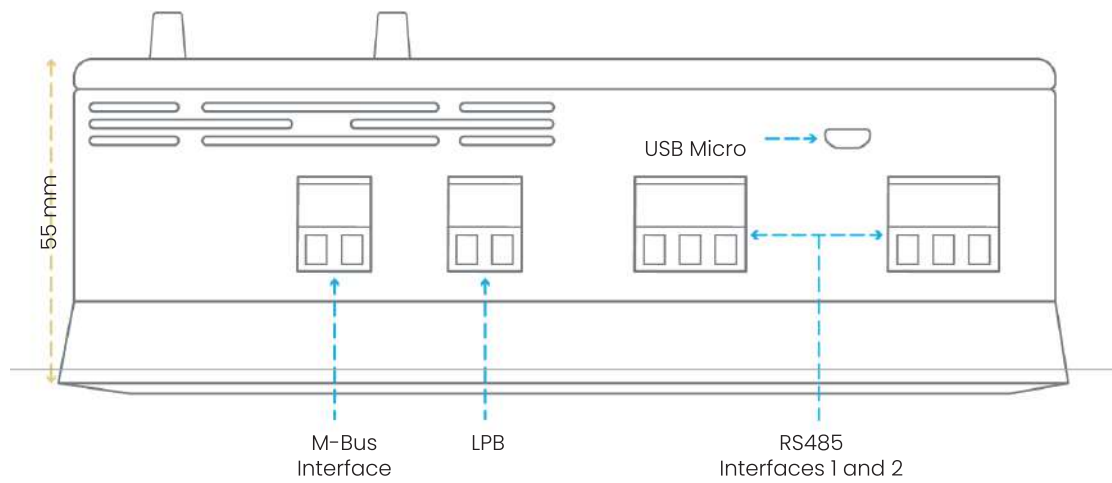 USB Micro
55 mm
M-Bus
Interface
LPB
RS485
Interfaces 1 and 2